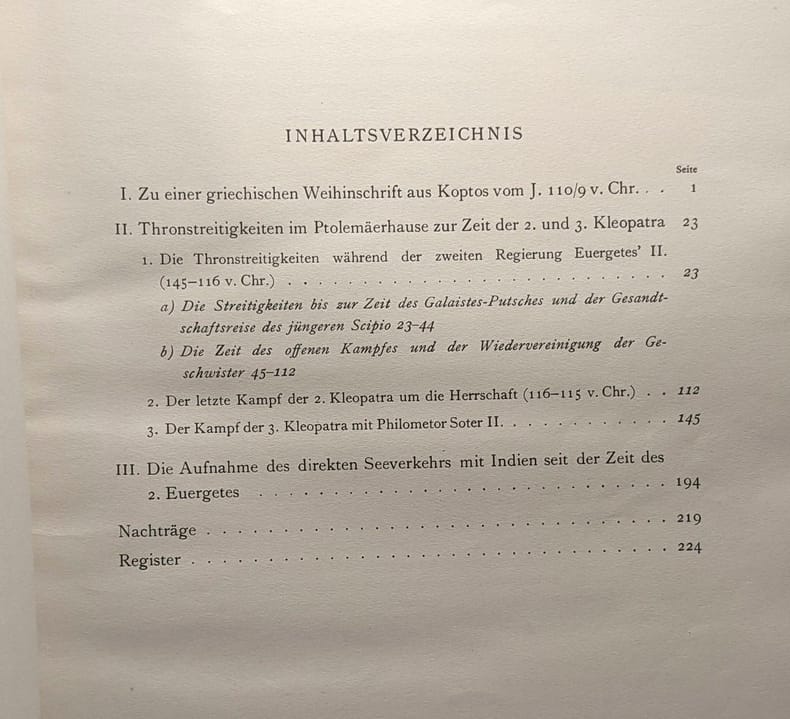 INHALTSVERZEICHNIS
Seite
I. Zu einer griechischen Weihinschrift aus Koptos vom J. 110/9 v. Chr. . . 1
II. Thronstreitigkeiten im Ptolemäerhause zur Zeit der 2. und 3. Kleopatra 23
1. Die Thronstreitigkeiten während der zweiten Regierung Euergetes' II.
(145–116 v. Chr.) . . . . . . . . . . . . . . . . . . . . . . . 23
a) Die Streitigkeiten bis zur Zeit des Galaistes-Putsches und der Gesandt-
schaftsreise des jüngeren Scipio 23–44
b) Die Zeit des offenen Kampfes und der Wiedervereinigung der Ge-
schwister 45–112
2. Der letzte Kampf der 2. Kleopatra um die Herrschaft (116–115 v. Chr.) . . 112
3. Der Kampf der 3. Kleopatra mit Philometor Soter II. . . . . . . . . . . 145
III. Die Aufnahme des direkten Seeverkehrs mit Indien seit der Zeit des
2. Euergetes . . . . . . . . . . . . . . . . . . . . . . . . 194
Nachträge . . . . . . . . . . . . . . . . . . . . . . . . . . . 219
Register . . . . . . . . . . . . . . . . . . . . . . . . . . . . 224